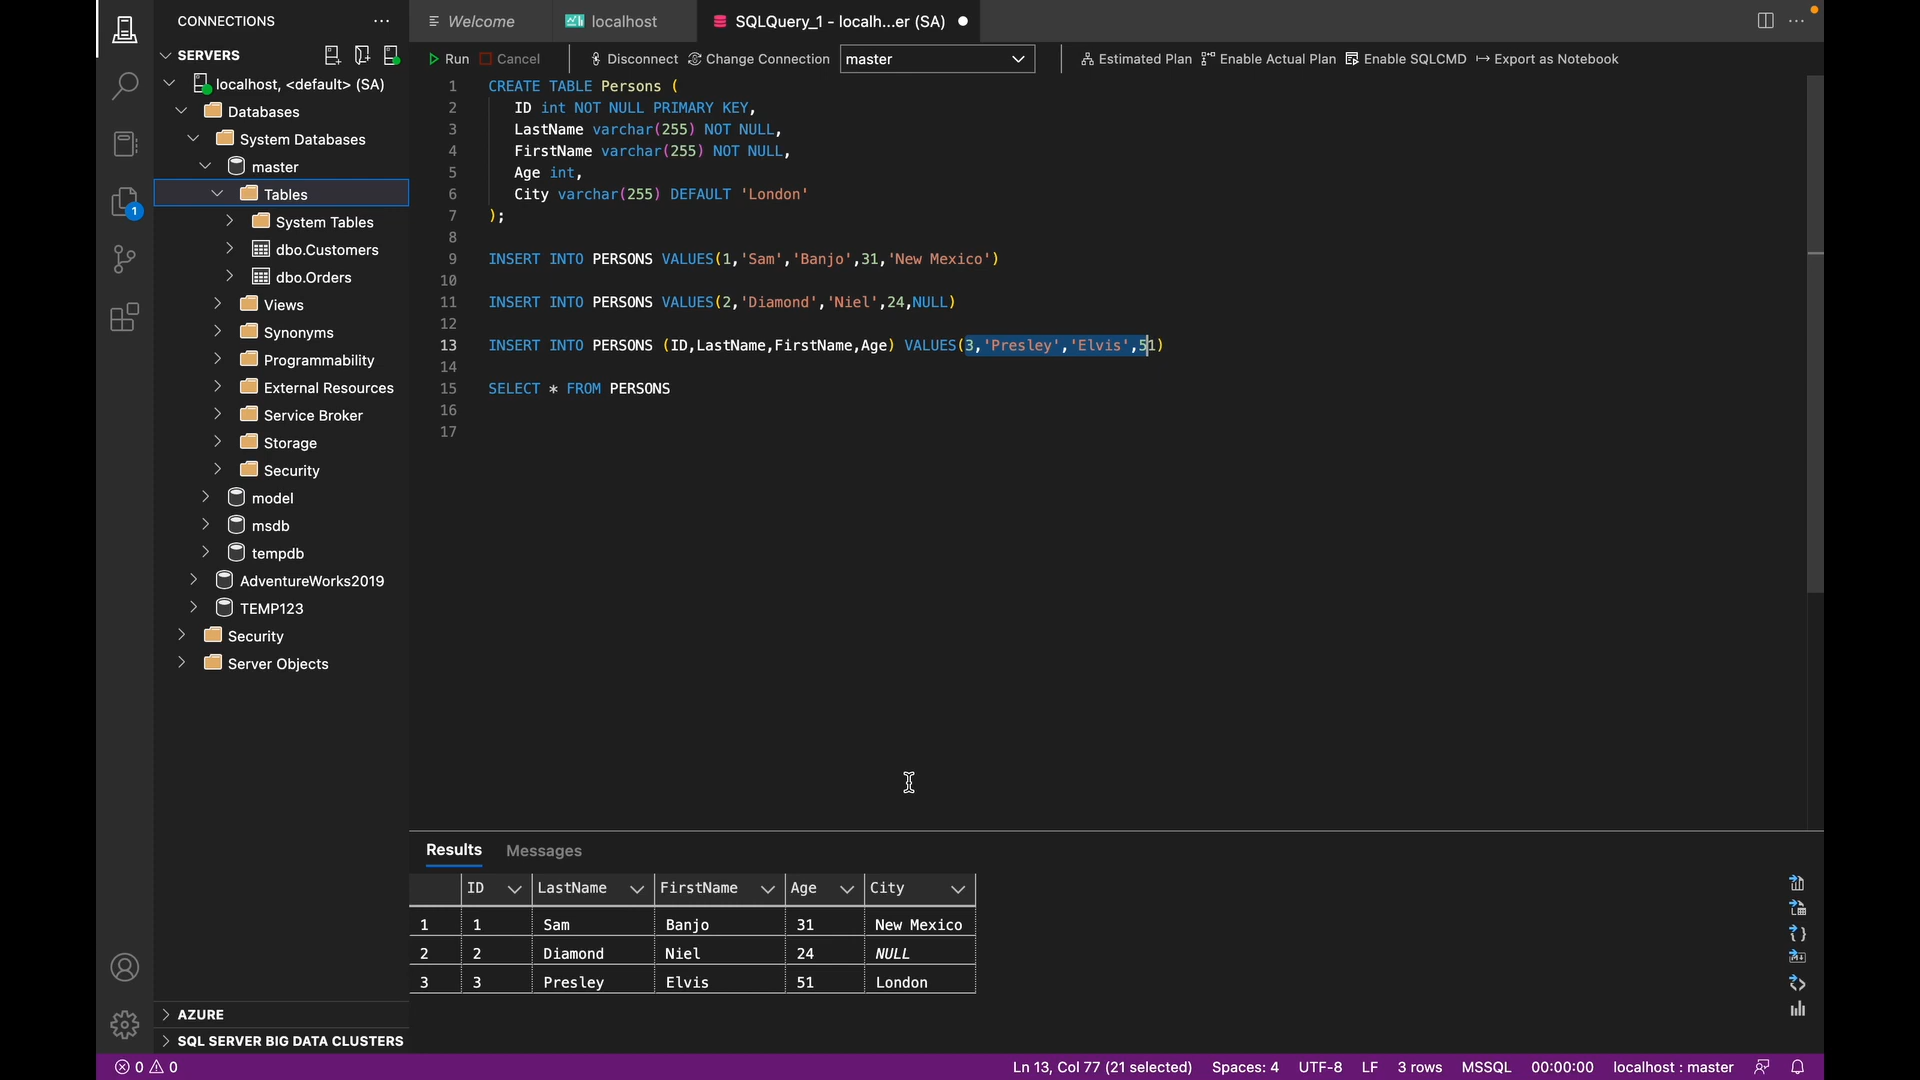 CONNECTIONS
Welcome
localhost
SQLQuery_1 - localh...er (SA)
SERVERS
Run
Cancel
Disconnect
Change Connection
master
Estimated Plan
Enable Actual Plan
Enable SQLCMD
Export as Notebook
localhost, <default> (SA)
Databases
System Databases
master
Tables
System Tables
dbo.Customers
dbo.Orders
Views
Synonyms
Programmability
External Resources
Service Broker
Storage
Security
model
msdb
tempdb
AdventureWorks2019
TEMP123
Security
Server Objects
1
AZURE
SQL SERVER BIG DATA CLUSTERS
1 CREATE TABLE Persons (
2 ID int NOT NULL PRIMARY KEY,
3 LastName varchar(255) NOT NULL,
4 FirstName varchar(255) NOT NULL,
5 Age int,
6 City varchar(255) DEFAULT 'London'
7 );
8
9 INSERT INTO PERSONS VALUES(1,'Sam','Banjo',31,'New Mexico')
10
11 INSERT INTO PERSONS VALUES(2,'Diamond','Niel',24,NULL)
12
13 INSERT INTO PERSONS (ID,LastName,FirstName,Age) VALUES(3,'Presley','Elvis',51)
14
15 SELECT * FROM PERSONS
16
17
Results Messages
ID LastName FirstName Age City
1 1 Sam Banjo 31 New Mexico
2 2 Diamond Niel 24 NULL
3 3 Presley Elvis 51 London
0 0
Ln 13, Col 77 (21 selected) Spaces: 4 UTF-8 LF 3 rows MSSQL 00:00:00 localhost : master